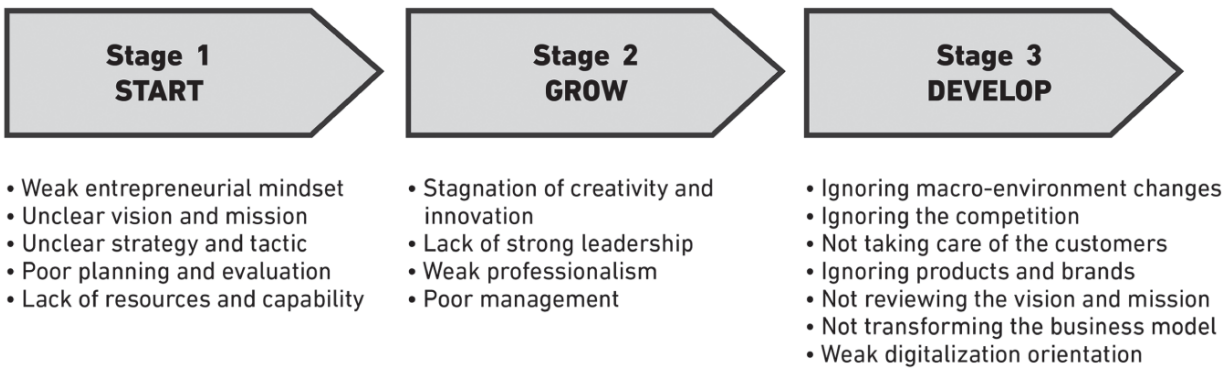 Stage 1
START
• Weak entrepreneurial mindset
• Unclear vision and mission
• Unclear strategy and tactic
• Poor planning and evaluation
• Lack of resources and capability
Stage 2
GROW
• Stagnation of creativity and
innovation
• Lack of strong leadership
• Weak professionalism
• Poor management
Stage 3
DEVELOP
• Ignoring macro-environment changes
• Ignoring the competition
• Not taking care of the customers
• Ignoring products and brands
• Not reviewing the vision and mission
• Not transforming the business model
• Weak digitalization orientation